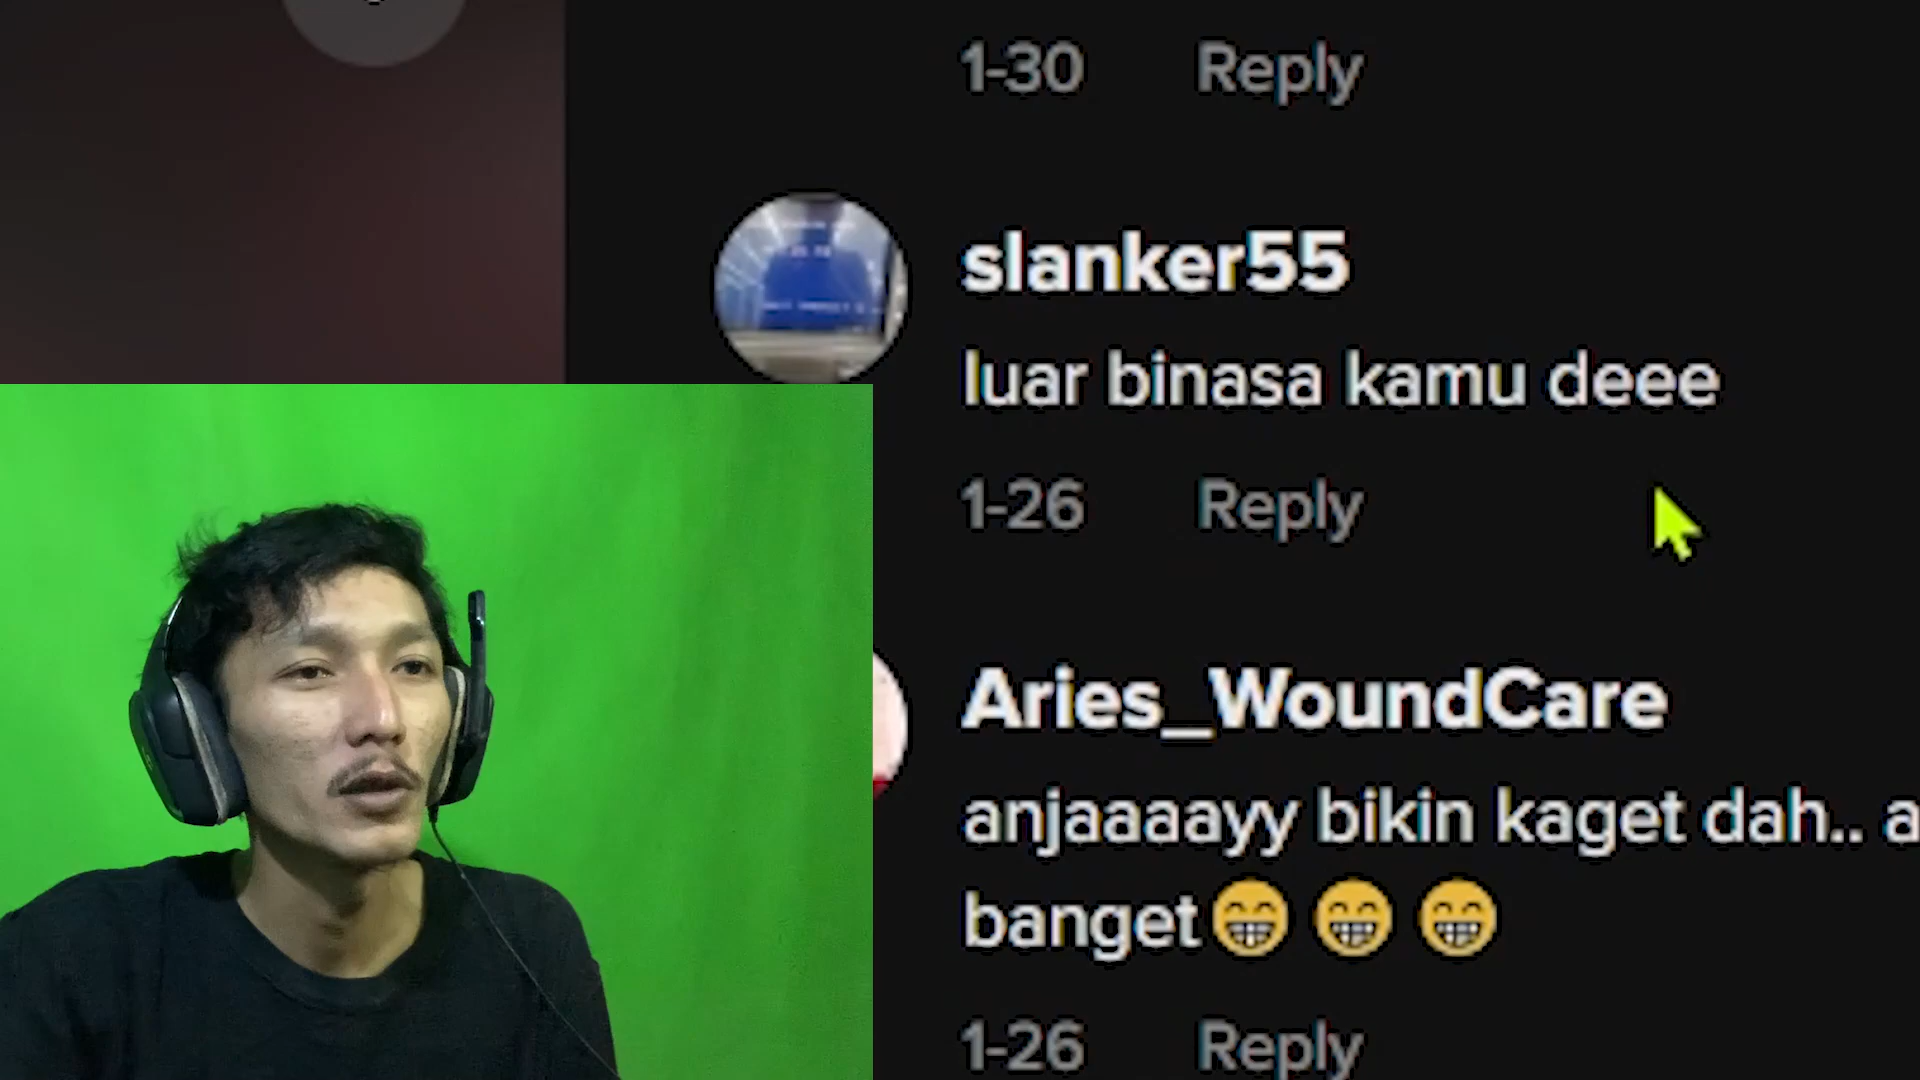 1-30 Reply
slanker55
luar binasa kamu deee
1-26 Reply
Aries_WoundCare
anjaaaayy bikin kaget dah..
banget😁😁😁
1-26 Reply